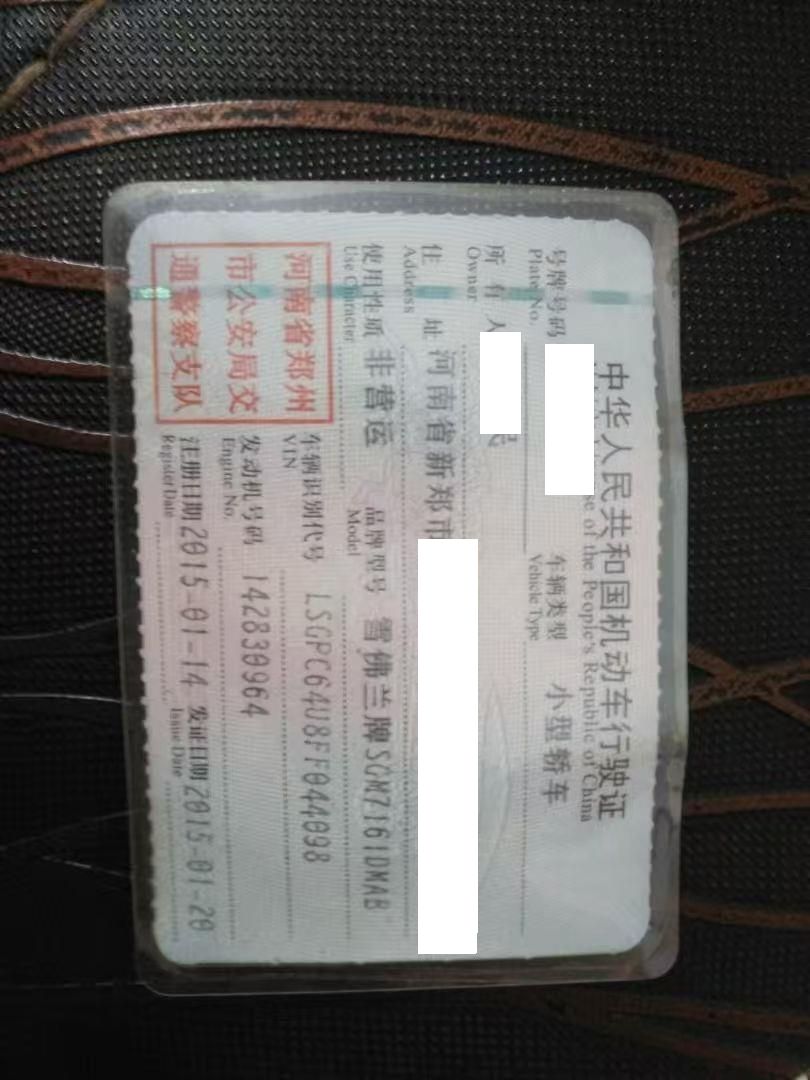 中华人民共和国机动车行驶证
se of the People's Republic of China
号牌号码
Plate No.
车辆类型 小型轿车
Vehicle Type
所有人
Owner
住址 河南省新郑市
Address
使用性质 非营运
Use Character
品牌型号 雪佛兰牌SGM7161DMAB
Model
河南省郑州
市公安局交
通警察支队
车辆识别代号 LSGPC64U8FF044098
VIN
发动机号码 142830964
Engine No.
注册日期 2015-01-14 发证日期 2015-01-20
Register Date Issue Date